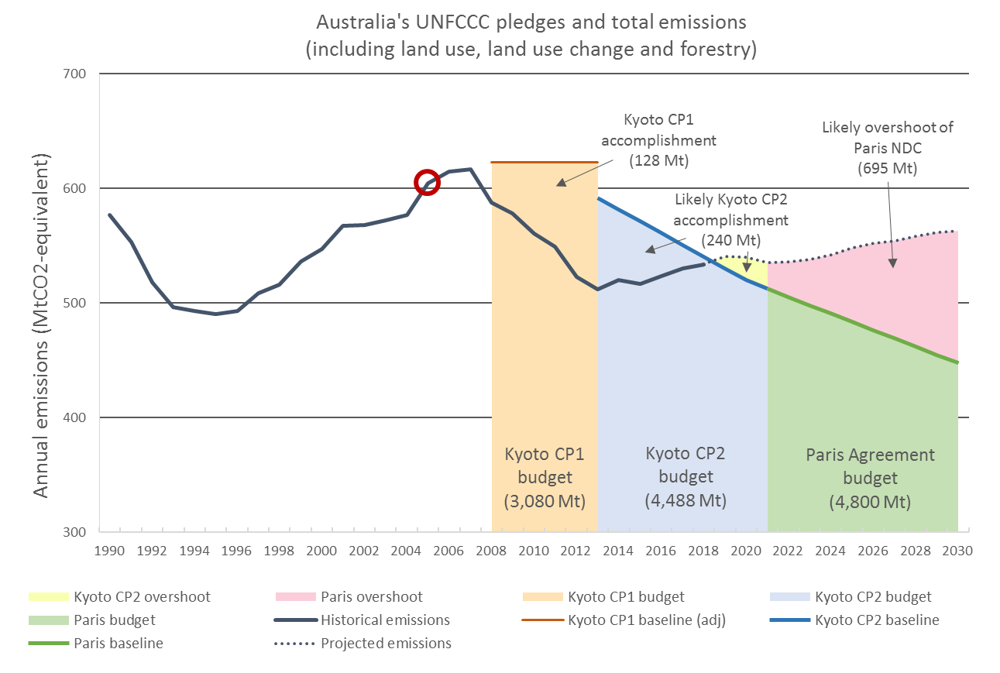 Australia's UNFCCC pledges and total emissions
(including land use, land use change and forestry)
Annual emissions (MtCO2-equivalent)
700
600
500
400
300
Kyoto CP1
accomplishment
(128 Mt)
Likely overshoot of
Paris NDC
(695 Mt)
Likely Kyoto CP2
accomplishment
(240 Mt)
Kyoto CP1
budget
(3,080 Mt)
Kyoto CP2
budget
(4,488 Mt)
Paris Agreement
budget
(4,800 Mt)
1990 1992 1994 1996 1998 2000 2002 2004 2006 2008 2010 2012 2014 2016 2018 2020 2022 2024 2026 2028 2030
Kyoto CP2 overshoot Paris overshoot Kyoto CP1 budget Kyoto CP2 budget
Paris budget Historical emissions Kyoto CP1 baseline (adj) Kyoto CP2 baseline
Paris baseline Projected emissions